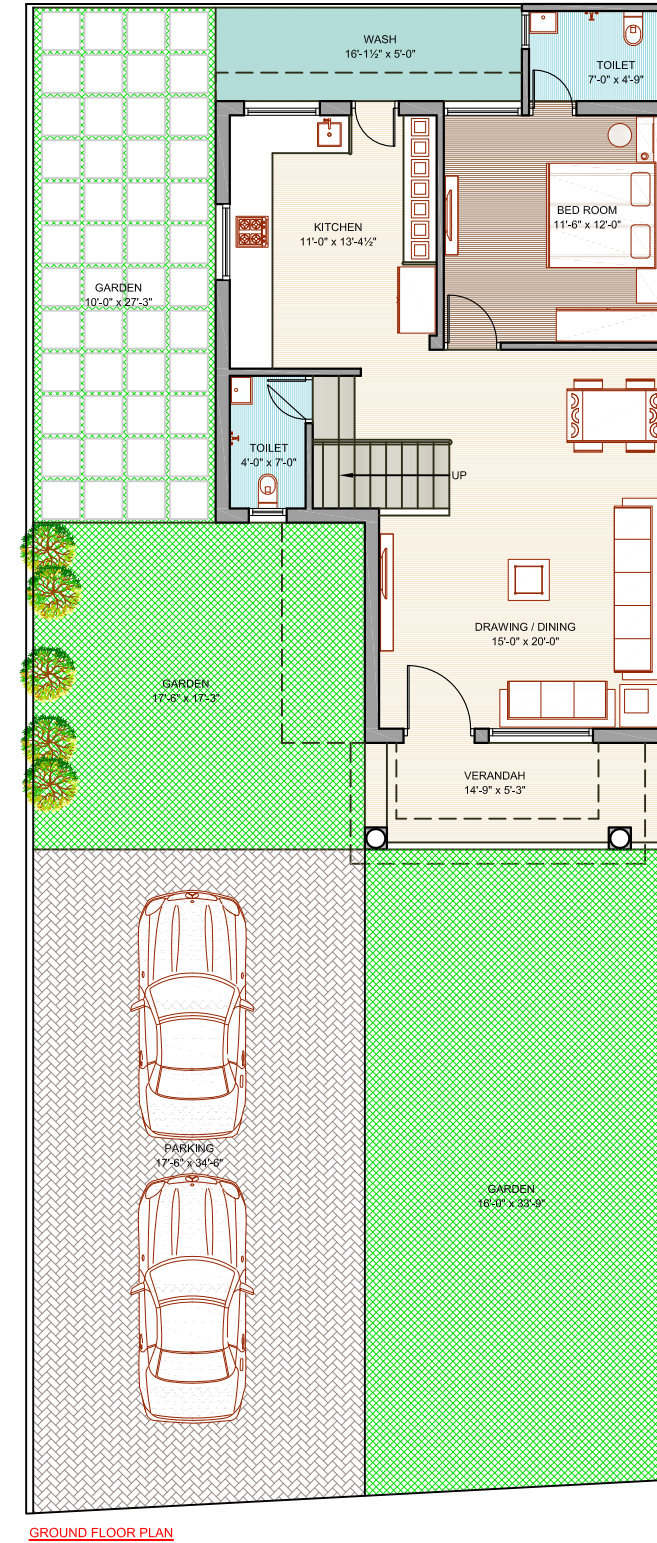 WASH
16'-1½" x 5'-0"
TOILET
7'-0" x 4'-9"
BED ROOM
11'-6" x 12'-0"
KITCHEN
11'-0" x 13'-4½"
GARDEN
10'-0" x 27'-3"
TOILET
4'-0" x 7'-0"
UP
DRAWING / DINING
15'-0" x 20'-0"
GARDEN
17'-6" x 17'-3"
VERANDAH
14'-9" x 5'-3"
PARKING
17'-6" x 34'-6"
GARDEN
16'-0" x 33'-9"
GROUND FLOOR PLAN